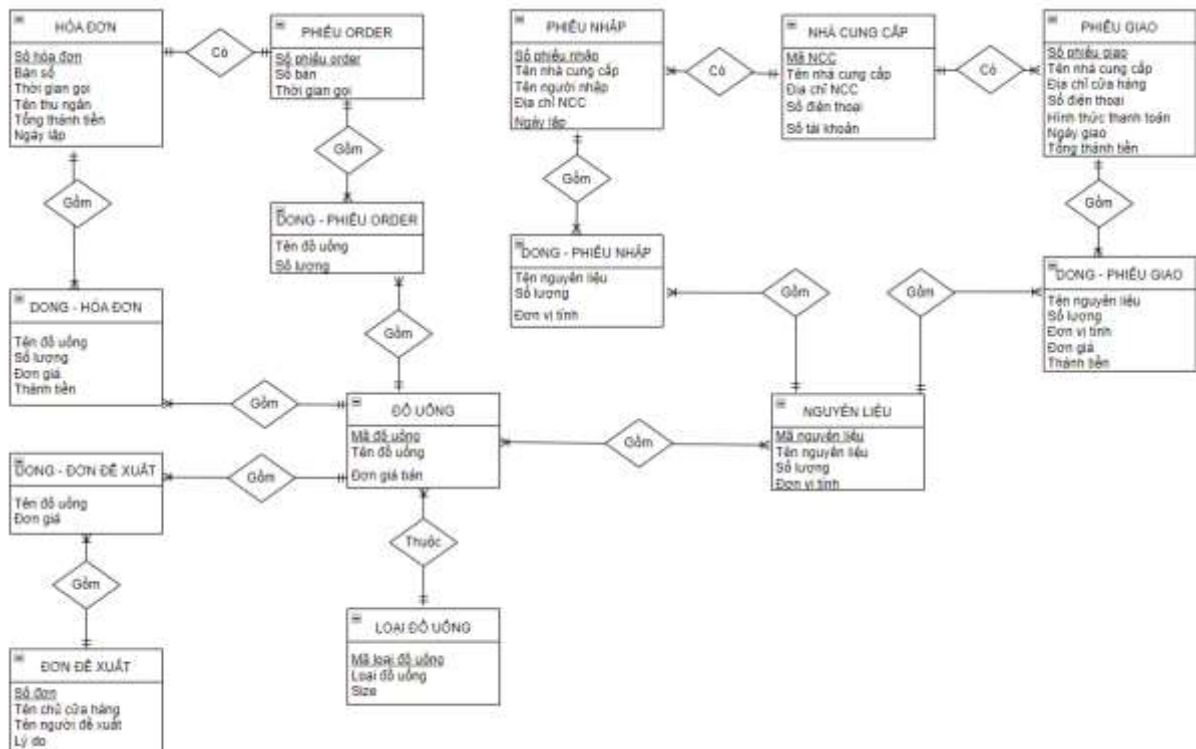 HÓA ĐƠN
Số hóa đơn
Bàn số
Thời gian gọi
Tên thu ngân
Tổng thành tiền
Ngày lập
Có
PHIẾU ORDER
Số phiếu order
Số bàn
Thời gian gọi
PHIẾU NHẬP
Số phiếu nhập
Tên nhà cung cấp
Tên người nhập
Địa chỉ NCC
Ngày lập
Có
NHÀ CUNG CẤP
Mã NCC
Tên nhà cung cấp
Địa chỉ NCC
Số điện thoại
Số tài khoản
Có
PHIẾU GIAO
Số phiếu giao
Tên nhà cung cấp
Địa chỉ cửa hàng
Số điện thoại
Hình thức thanh toán
Ngày giao
Tổng thành tiền
Gồm
Gồm
Gồm
Gồm
DONG - PHIẾU ORDER
Tên đồ uống
Số lượng
DONG - PHIẾU NHẬP
Tên nguyên liệu
Số lượng
Đơn vị tính
Gồm
Gồm
DONG - PHIẾU GIAO
Tên nguyên liệu
Số lượng
Đơn vị tính
Đơn giá
Thành tiền
DONG - HÓA ĐƠN
Tên đồ uống
Số lượng
Đơn giá
Thành tiền
Gồm
Gồm
ĐỒ UỐNG
Mã đồ uống
Tên đồ uống
Đơn giá bán
Gồm
NGUYÊN LIỆU
Mã nguyên liệu
Tên nguyên liệu
Số lượng
Đơn vị tính
DONG - ĐƠN ĐỀ XUẤT
Tên đồ uống
Đơn giá
Gồm
Thuộc
Gồm
LOẠI ĐỒ UỐNG
Mã loại đồ uống
Loại đồ uống
Size
ĐƠN ĐỀ XUẤT
Số đơn
Tên chủ cửa hàng
Tên người đề xuất
Lý do